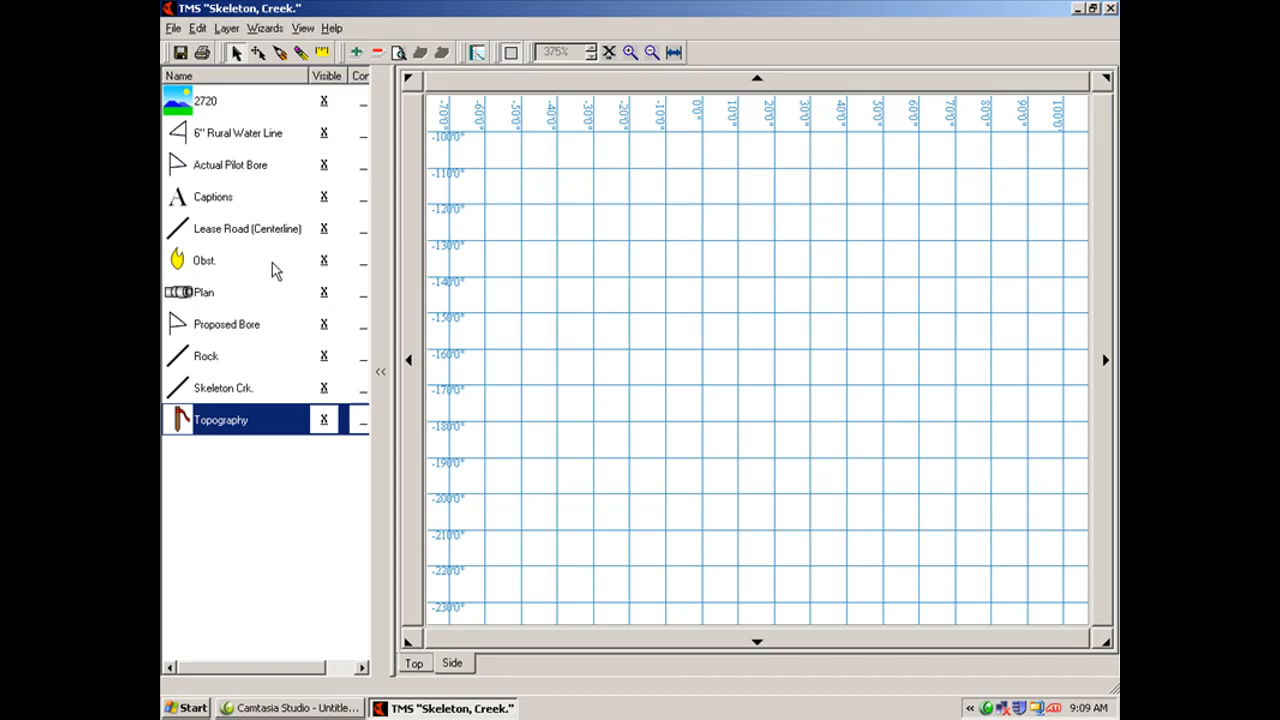 TMS "Skeleton, Creek."
File Edit Layer Wizards View Help
375%
Name Visible Cor
2720 X
6" Rural Water Line X
Actual Pilot Bore X
A Captions X
Lease Road (Centerline) X
Obst. X
Plan X
Proposed Bore X
Rock X
Skeleton Crk. X
Topography X
-70'0" -60'0" -50'0" -40'0" -30'0" -20'0" -10'0" 0'0" 10'0" 20'0" 30'0" 40'0" 50'0" 60'0" 70'0" 80'0" 90'0" 100'0"
-100'0"
-110'0"
-120'0"
-130'0"
-140'0"
-150'0"
-160'0"
-170'0"
-180'0"
-190'0"
-200'0"
-210'0"
-220'0"
-230'0"
<<
Top Side
Start Camtasia Studio - Untitle... TMS "Skeleton, Creek." « 9:09 AM